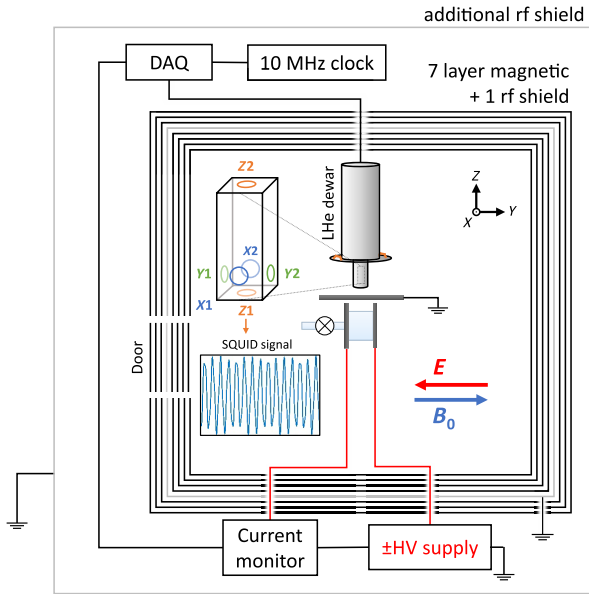 additional rf shield
DAQ
10 MHz clock
7 layer magnetic
+ 1 rf shield
Z2
LHe dewar
Z
X
Y
X2
Y1
Y2
X1
Z1
SQUID signal
Door
E
B0
Current
monitor
±HV supply